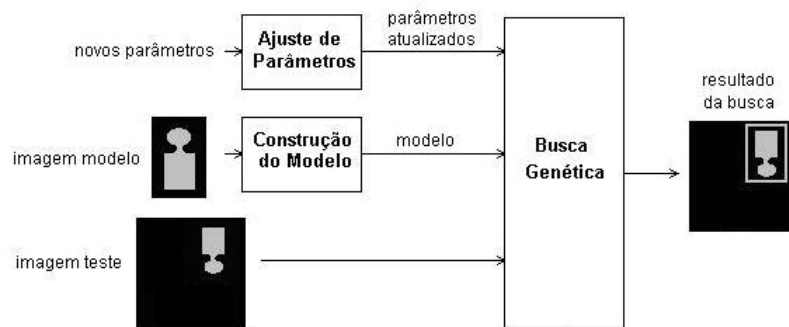 novos parâmetros
Ajuste de
Parâmetros
parâmetros
atualizados
imagem modelo
Construção
do Modelo
modelo
imagem teste
Busca
Genética
resultado
da busca